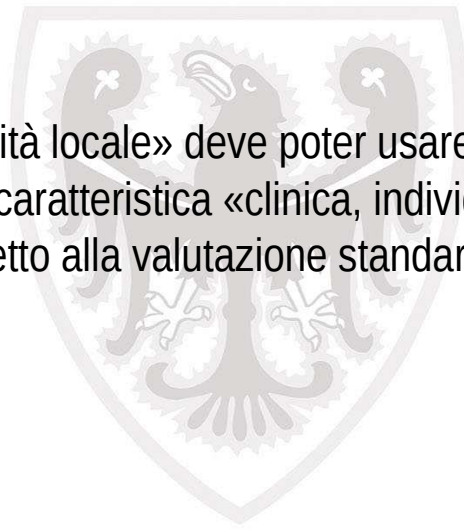 ità locale» deve poter usare
caratteristica «clinica, indivi
etto alla valutazione standar